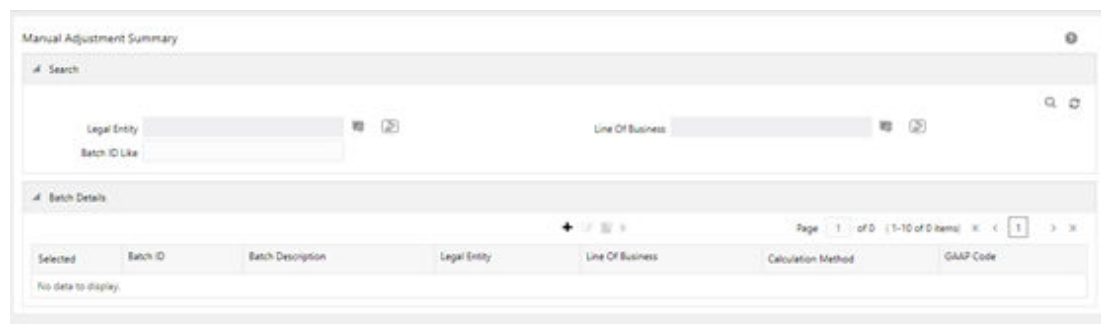 Manual Adjustment Summary
Search
Legal Entity Line Of Business
Batch ID Like
Batch Details
Page 1 of 0 (1-10 of 0 items) K < 1 > X
Selected Batch ID Batch Description Legal Entity Line Of Business Calculation Method GAAP Code
No data to display.